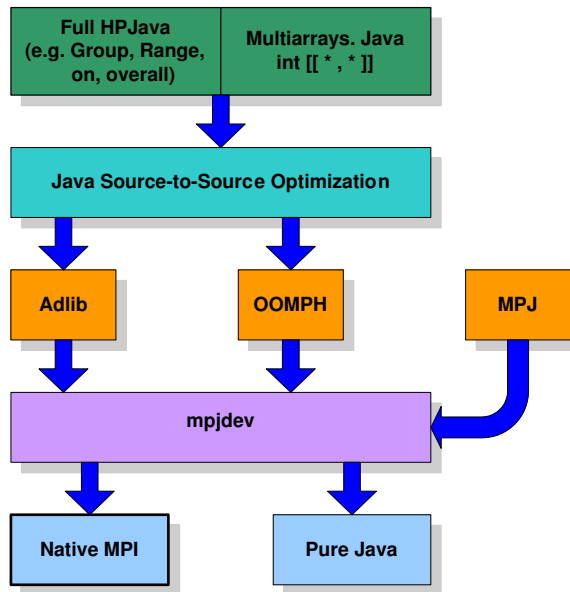 Full HPJava
(e.g. Group, Range,
on, overall)
Multiarrays. Java
int [[ * , * ]]
Java Source-to-Source Optimization
Adlib
OOMPH
MPJ
mpjdev
Native MPI
Pure Java